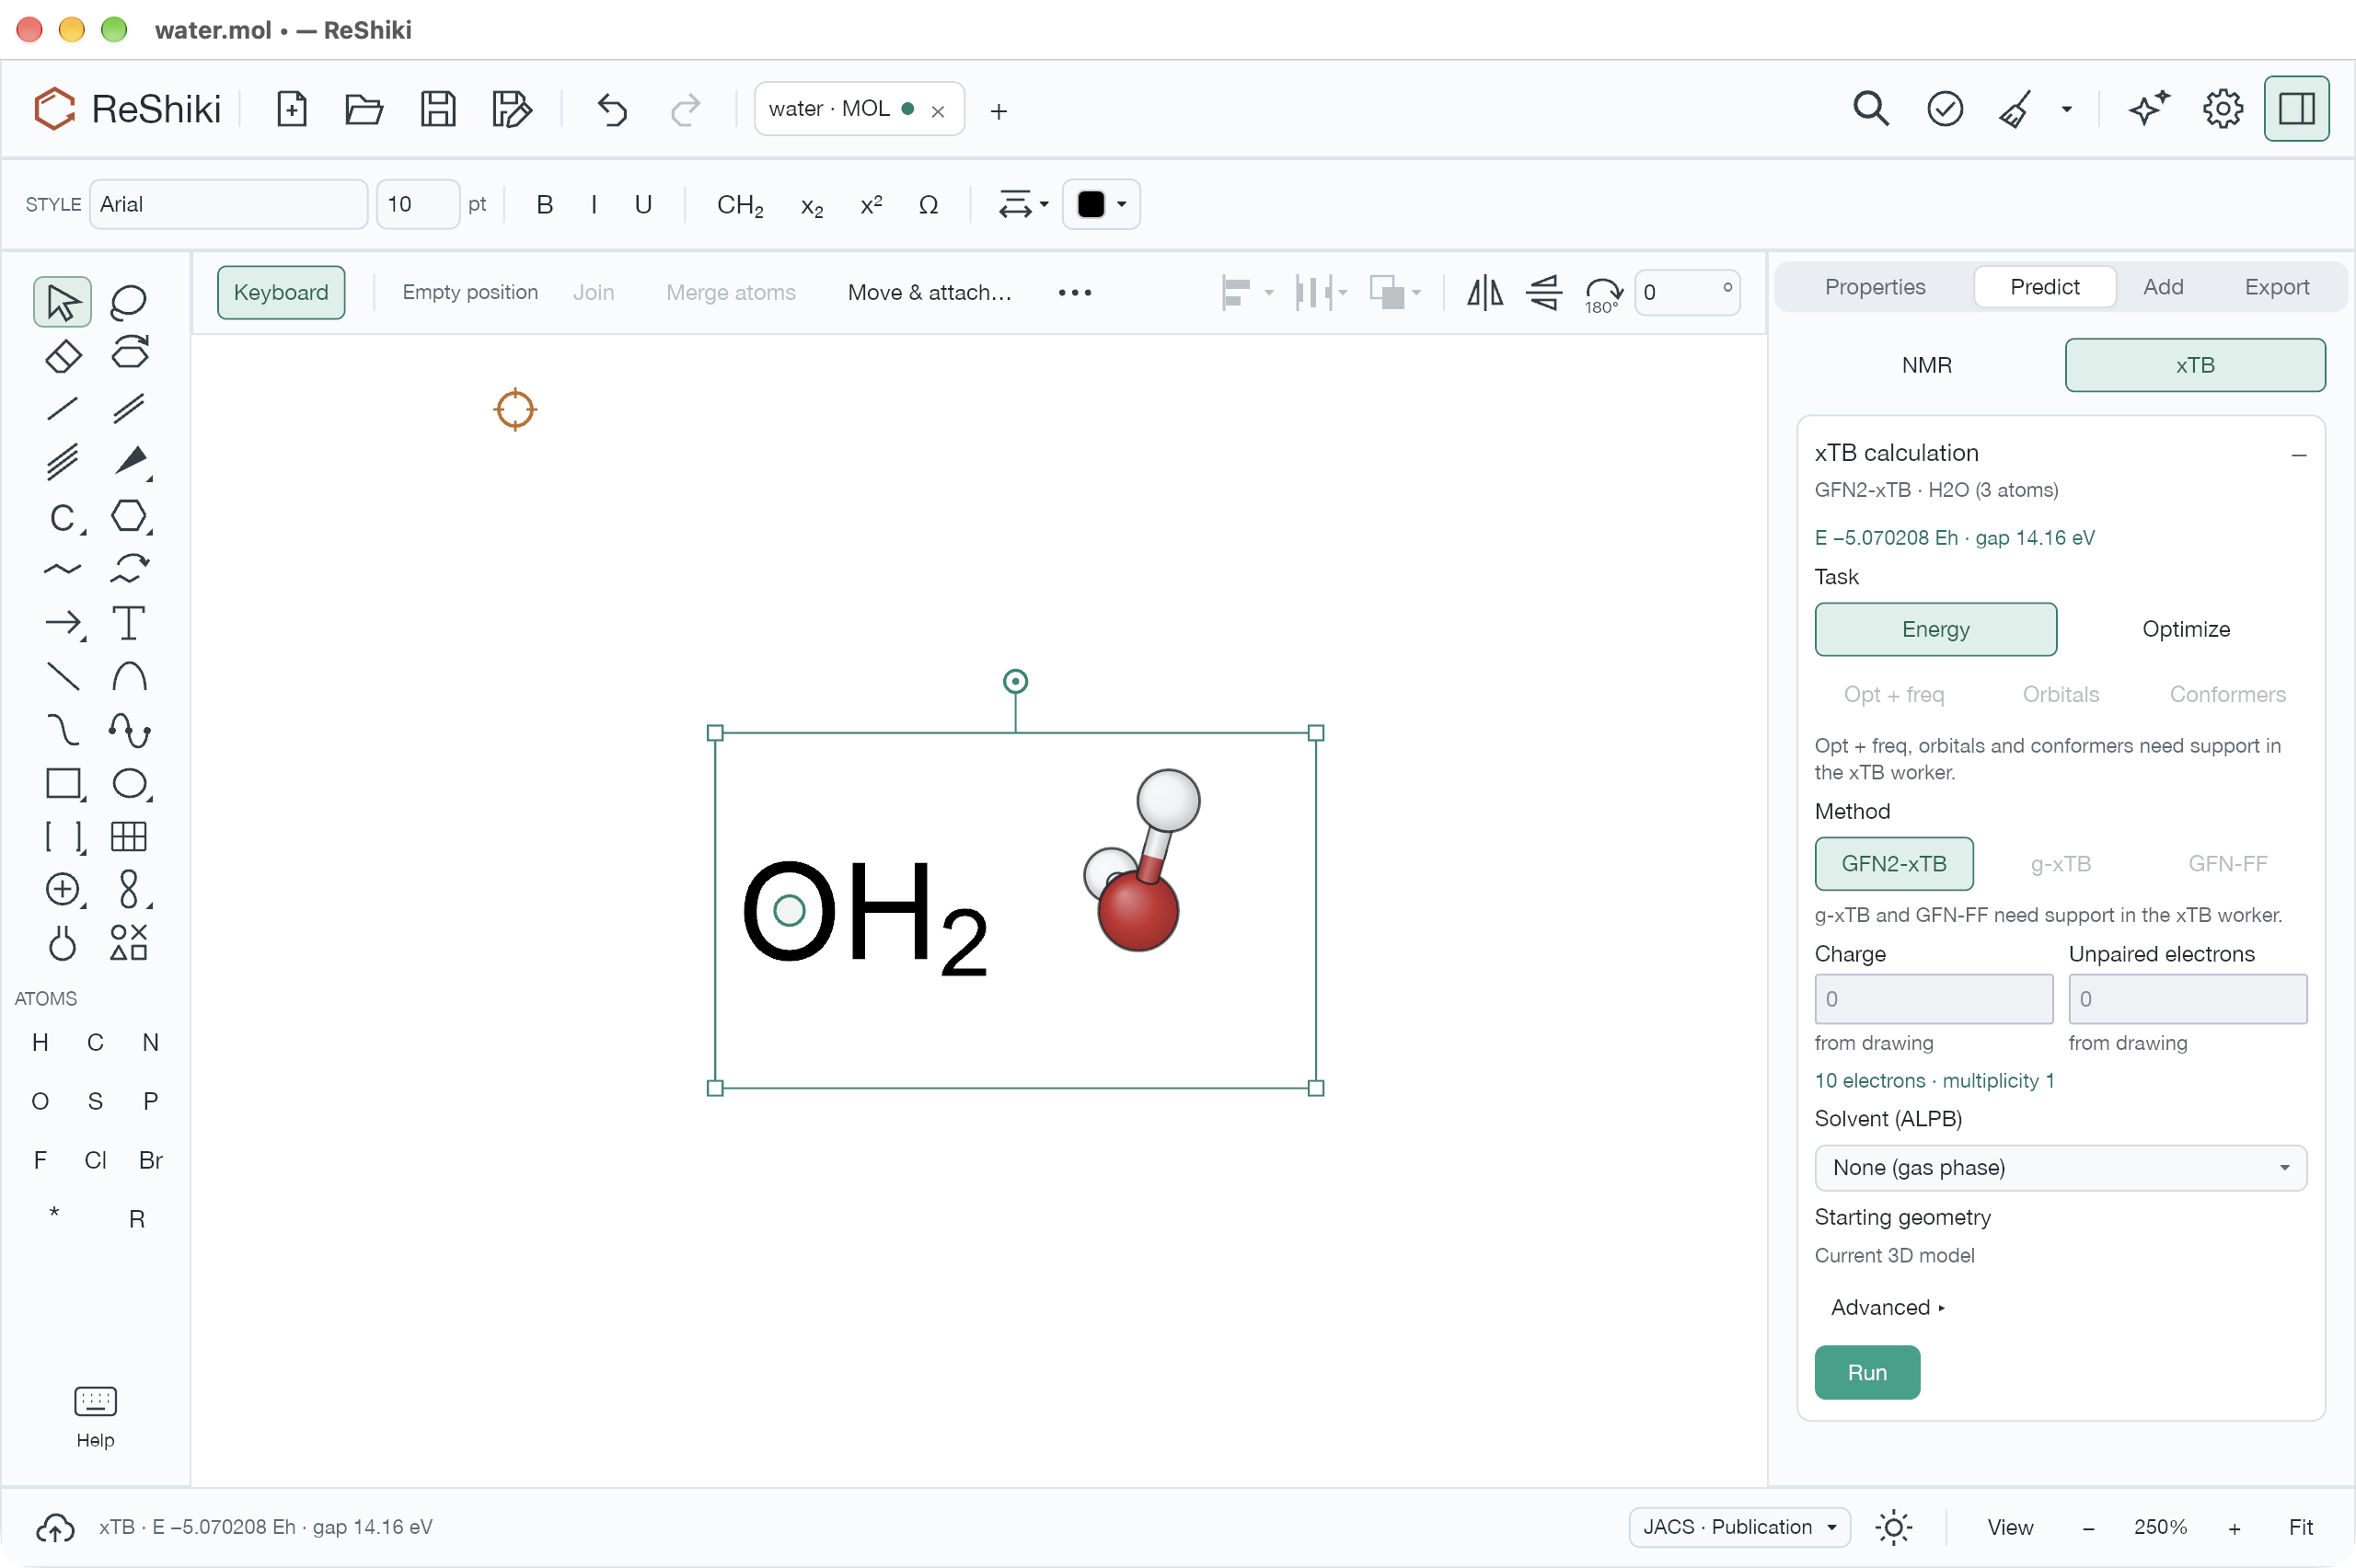 water.mol • — ReShiki
ReShiki
water · MOL
STYLE Arial 10 pt B I U CH₂ x₂ x² Ω
Keyboard Empty position Join Merge atoms Move & attach... 180° 0 °
Properties Predict Add Export
NMR xTB
xTB calculation
GFN2-xTB · H2O (3 atoms)
E −5.070208 Eh · gap 14.16 eV
Task
Energy Optimize
Opt + freq Orbitals Conformers
Opt + freq, orbitals and conformers need support in
the xTB worker.
Method
GFN2-xTB g-xTB GFN-FF
g-xTB and GFN-FF need support in the xTB worker.
Charge Unpaired electrons
0 0
from drawing from drawing
10 electrons · multiplicity 1
Solvent (ALPB)
None (gas phase)
Starting geometry
Current 3D model
Advanced
Run
OH₂
C
T
ATOMS
H C N
O S P
F Cl Br
* R
Help
xTB · E −5.070208 Eh · gap 14.16 eV
JACS · Publication View − 250% + Fit